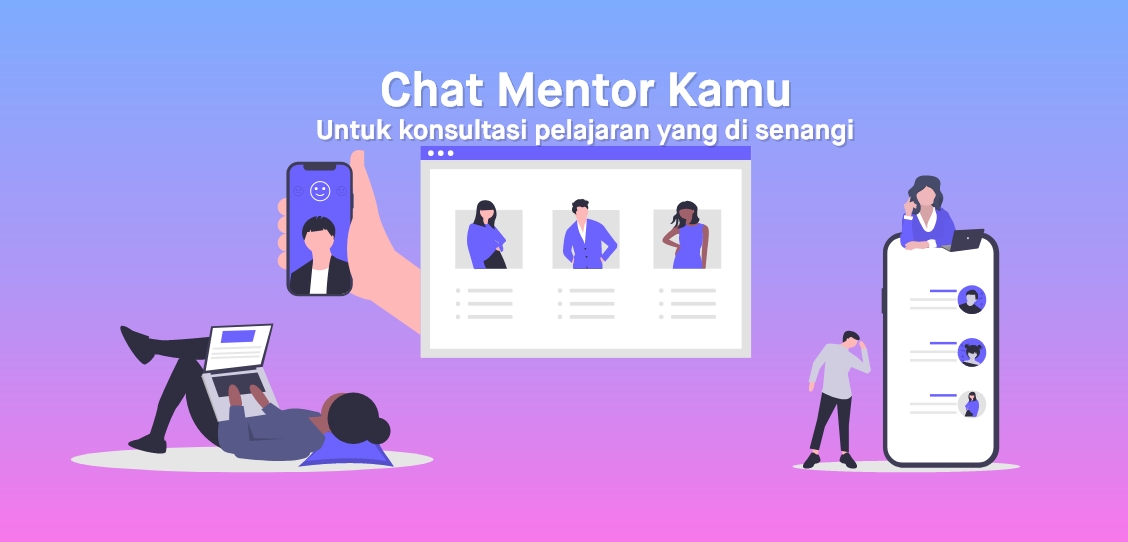 Chat Mentor Kamu
Untuk konsultasi pelajaran yang di senangi